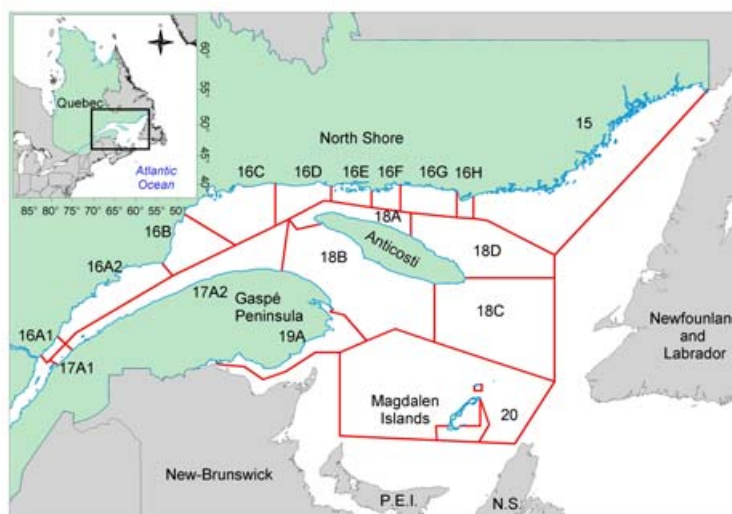 Quebec
Atlantic
Ocean
60°
55°
50°
45°
40°
85° 80° 75° 70° 65° 60° 55° 50°
North Shore
15
16C
16D
16E
16F
16G
16H
16B
18A
Anticosti
16A2
18B
18D
17A2
Gaspé
Peninsula
19A
18C
16A1
17A1
Newfounlan
and
Labrador
Magdalen
Islands
20
New-Brunswick
P.E.I.
N.S.